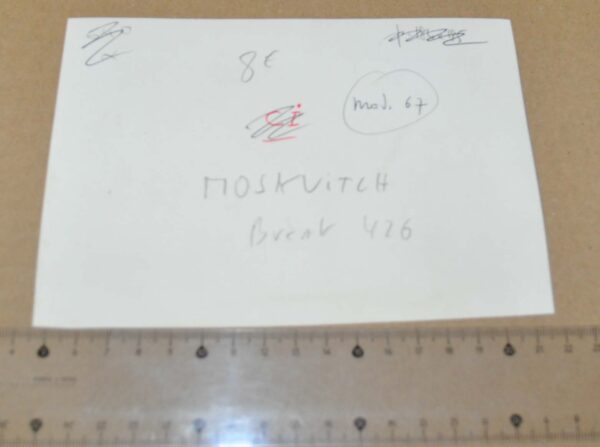 8€
mod. 67
MOSKVITCH
Break 426